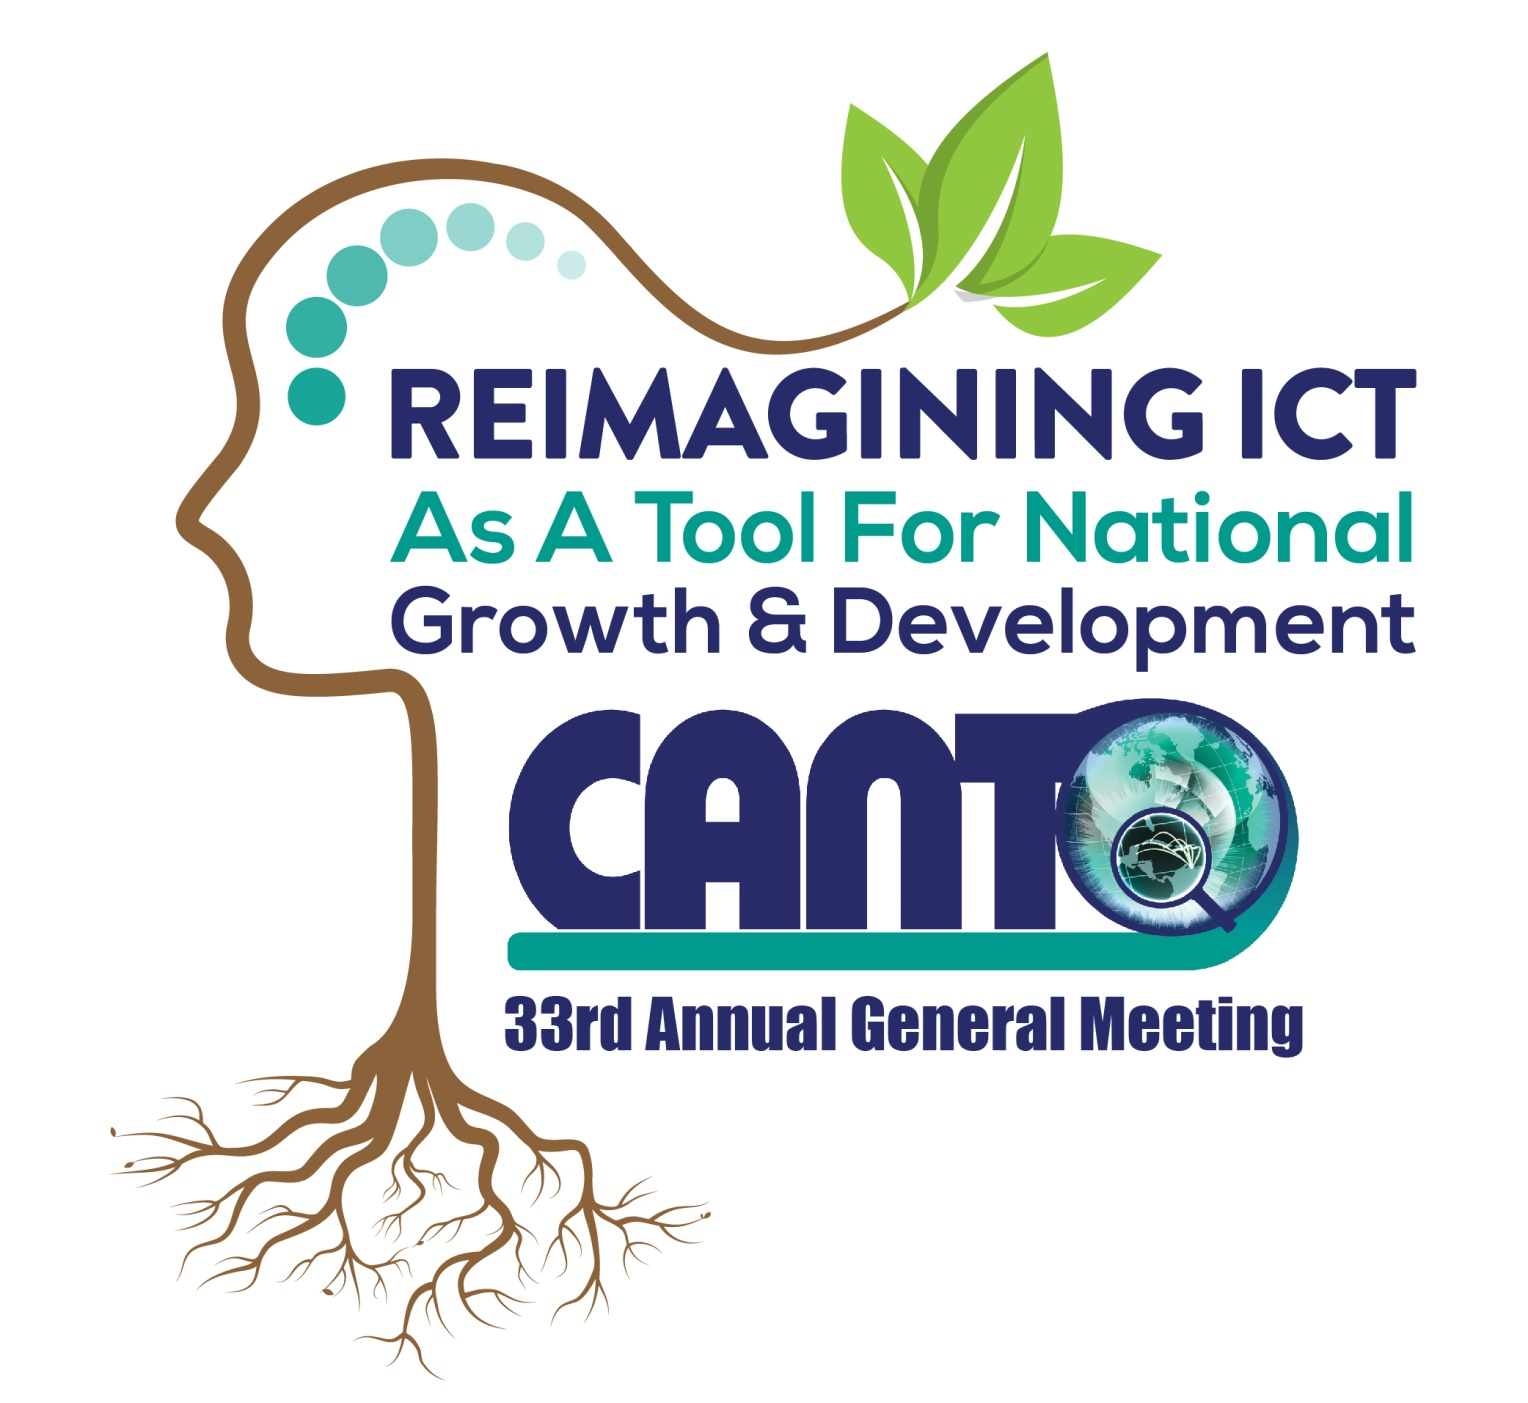 REIMAGINING ICT
As A Tool For National
Growth & Development
CANTO
33rd Annual General Meeting